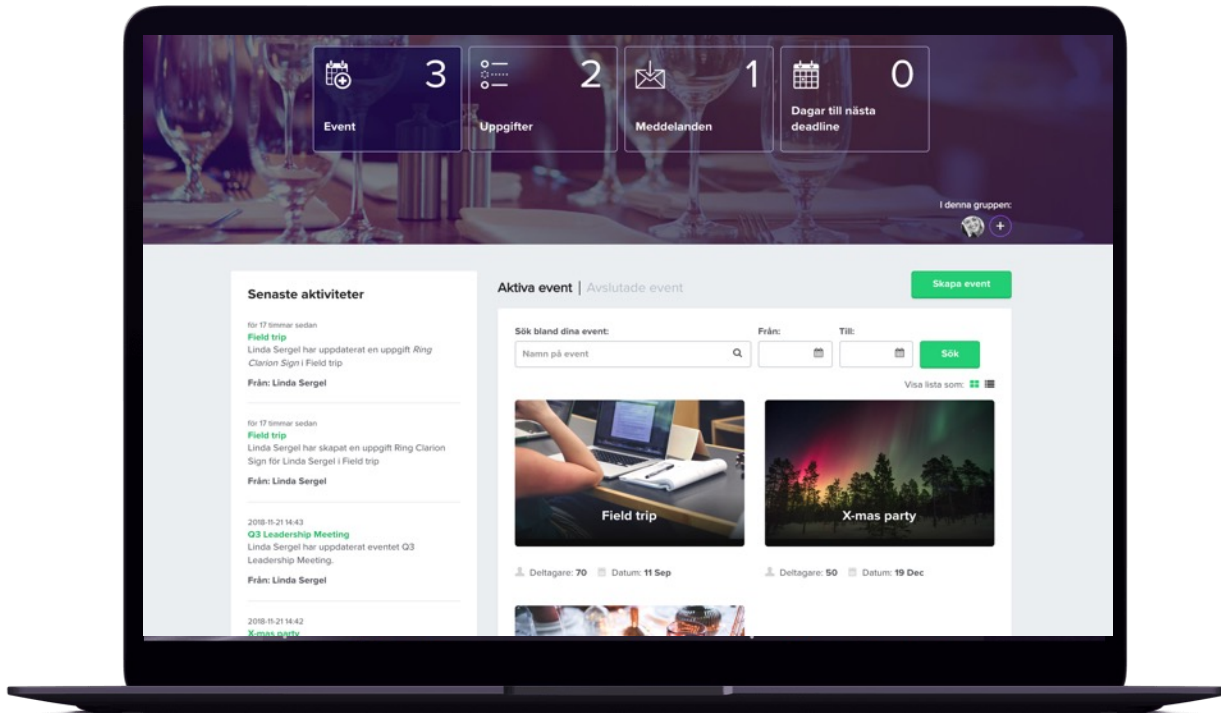 3
Event
2
Uppgifter
1
Meddelanden
0
Dagar till nästa
deadline
I denna gruppen:
Senaste aktiviteter
för 17 timmar sedan
Field trip
Linda Sergel har uppdaterat en uppgift Ring
Clarion Sign i Field trip
Från: Linda Sergel
för 17 timmar sedan
Field trip
Linda Sergel har skapat en uppgift Ring Clarion
Sign för Linda Sergel i Field trip
Från: Linda Sergel
2018-11-21 14:43
Q3 Leadership Meeting
Linda Sergel har uppdaterat eventet Q3
Leadership Meeting.
Från: Linda Sergel
2018-11-21 14:42
X-mas party
Aktiva event | Avslutade event
Skapa event
Sök bland dina event:
Från:
Till:
Namn på event
Sök
Visa lista som:
Field trip
Deltagare: 70 Datum: 11 Sep
X-mas party
Deltagare: 50 Datum: 19 Dec